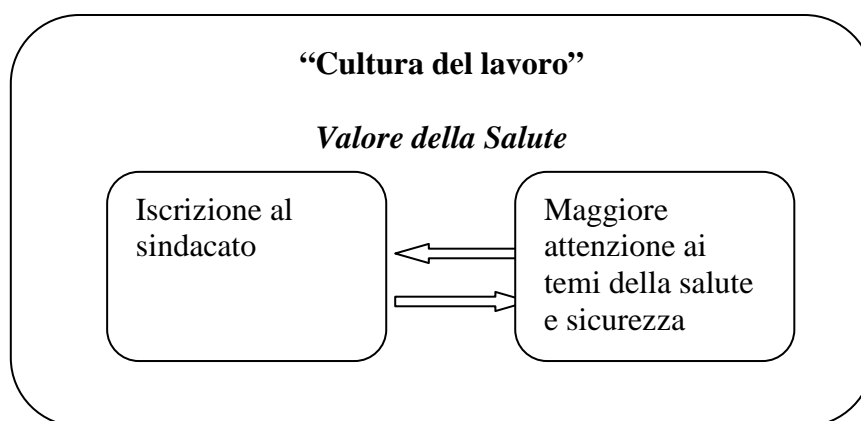 “Cultura del lavoro”
Valore della Salute
Iscrizione al
sindacato
Maggiore
attenzione ai
temi della salute
e sicurezza